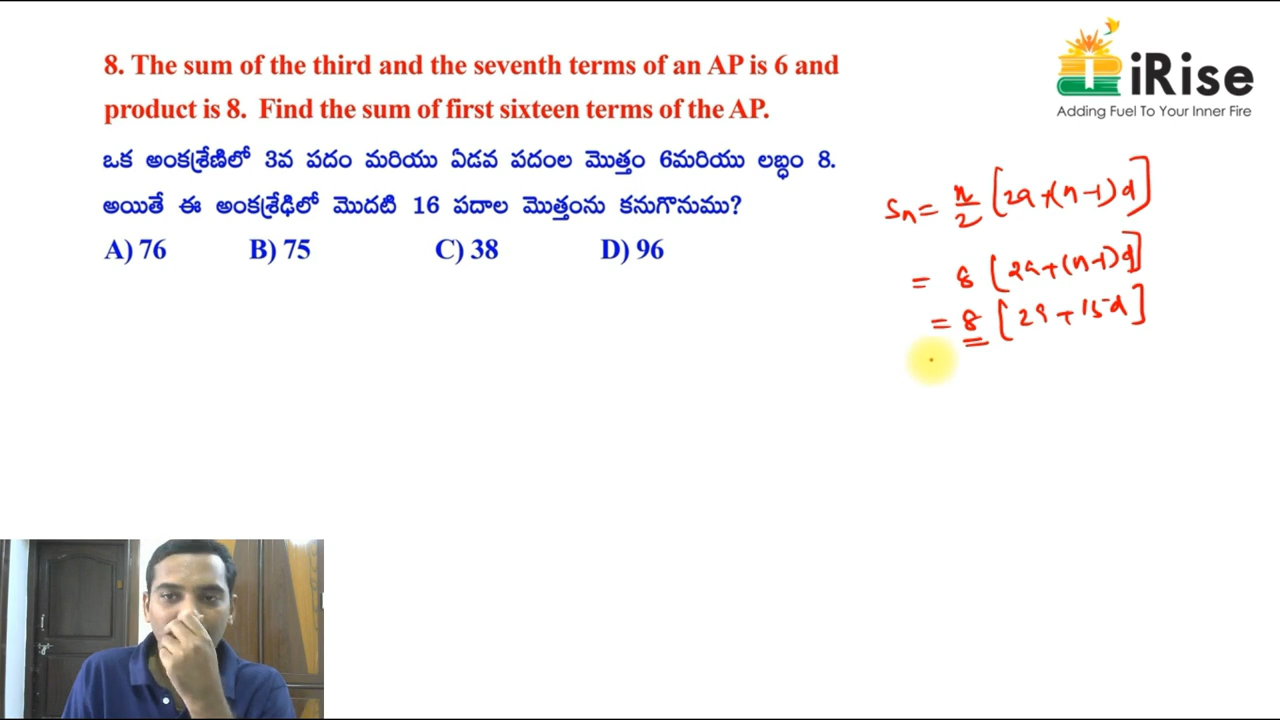 8. The sum of the third and the seventh terms of an AP is 6 and
product is 8. Find the sum of first sixteen terms of the AP.
ఒక అంకశ్రేణిలో 3వ పదం మరియు ఏడవ పదంల మొత్తం 6మరియు లబ్ధం 8.
అయితే ఈ అంకశ్రేఢిలో మొదటి 16 పదాల మొత్తంను కనుగొనుము?
A) 76 B) 75 C) 38 D) 96
iRise
Adding Fuel To Your Inner Fire
Sn = n/2 [2a+(n-1)d]
= 8 [2a+(n-1)d]
= 8 [2a+15d]